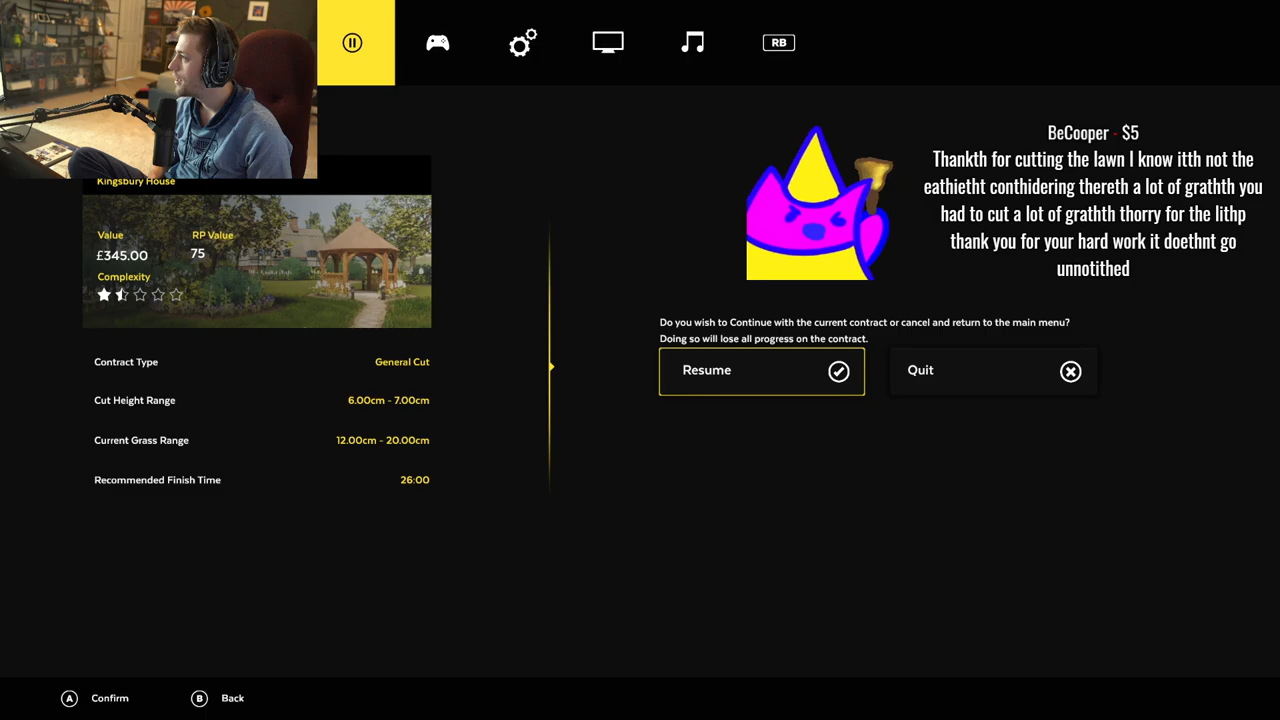 RB
BeCooper - $5
Thankth for cutting the lawn I know itth not the
eathietht conthidering thereth a lot of grathth you
had to cut a lot of grathth thorry for the lithp
thank you for your hard work it doethnt go
unnotithed
Kingsbury House
Value
RP Value
£345.00
75
Complexity
Do you wish to Continue with the current contract or cancel and return to the main menu?
Doing so will lose all progress on the contract.
Resume
Quit
Contract Type
General Cut
Cut Height Range
6.00cm - 7.00cm
Current Grass Range
12.00cm - 20.00cm
Recommended Finish Time
26:00
A Confirm
B Back